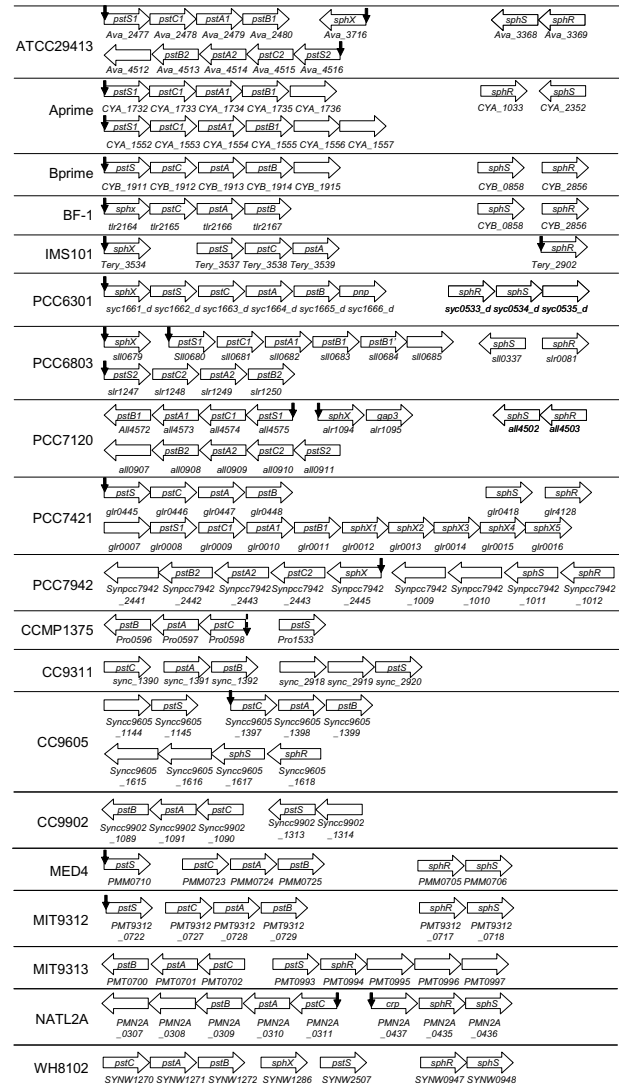 pstS1 pstC1 pstA1 pstB1 sphX sphS sphR
ATCC29413
Ava_2477 Ava_2478 Ava_2479 Ava_2480 Ava_3716 Ava_3368 Ava_3369
pstB2 pstA2 pstC2 pstS2
Ava_4512 Ava_4513 Ava_4514 Ava_4515 Ava_4516
pstS1 pstC1 pstA1 pstB1 sphR sphS
Aprime
CYA_1732 CYA_1733 CYA_1734 CYA_1735 CYA_1736 CYA_1033 CYA_2352
pstS1 pstC1 pstA1 pstB1
CYA_1552 CYA_1553 CYA_1554 CYA_1555 CYA_1556 CYA_1557
Bprime
pstS pstC pstA pstB sphS sphR
CYB_1911 CYB_1912 CYB_1913 CYB_1914 CYB_1915 CYB_0858 CYB_2856
BF-1
sphx pstC pstA pstB sphS sphR
tlr2164 tlr2165 tlr2166 tlr2167 CYB_0858 CYB_2856
IMS101
sphX pstS pstC pstA sphR
Tery_3534 Tery_3537 Tery_3538 Tery_3539 Tery_2902
PCC6301
sphX pstS pstC pstA pstB pnp sphR sphS
syc1661_d syc1662_d syc1663_d syc1664_d syc1665_d syc1666_d syc0533_d syc0534_d syc0535_d
sphX pstS1 pstC1 pstA1 pstB1 pstB1 sphS sphR
PCC6803
sll0679 Sll0680 sll0681 sll0682 sll0683 sll0684 sll0685 sll0337 slr0081
pstS2 pstC2 pstA2 pstB2
slr1247 slr1248 slr1249 slr1250
pstB1 pstA1 pstC1 pstS1 sphX gap3 sphS sphR
PCC7120
All4572 all4573 all4574 all4575 alr1094 alr1095 all4502 all4503
pstB2 pstA2 pstC2 pstS2
all0907 all0908 all0909 all0910 all0911
pstS pstC pstA pstB sphS sphR
PCC7421
glr0445 glr0446 glr0447 glr0448 glr0418 glr4128
pstS1 pstC1 pstA1 pstB1 sphX1 sphX2 sphX3 sphX4 sphX5
glr0007 glr0008 glr0009 glr0010 glr0011 glr0012 glr0013 glr0014 glr0015 glr0016
PCC7942
pstB2 pstA2 pstC2 sphX sphS sphR
Synpcc7942 Synpcc7942 Synpcc7942 Synpcc7942 Synpcc7942 Synpcc7942 Synpcc7942 Synpcc7942 Synpcc7942
_2441 _2442 _2443 _2443 _2445 _1009 _1010 _1011 _1012
CCMP1375
pstB pstA pstC pstS
Pro0596 Pro0597 Pro0598 Pro1533
CC9311
pstC pstA pstB pstS
sync_1390 sync_1391 sync_1392 sync_2918 sync_2919 sync_2920
pstS pstC pstA pstB
Syncc9605 Syncc9605 Syncc9605 Syncc9605 Syncc9605
_1144 _1145 _1397 _1398 _1399
CC9605
sphS sphR
Syncc9605 Syncc9605 Syncc9605 Syncc9605
_1615 _1616 _1617 _1618
CC9902
pstB pstA pstC pstS
Syncc9902 Syncc9902 Syncc9902 Syncc9902 Syncc9902
_1089 _1091 _1090 _1313 _1314
MED4
pstS pstC pstA pstB sphR sphS
PMM0710 PMM0723 PMM0724 PMM0725 PMM0705 PMM0706
MIT9312
pstS pstC pstA pstB sphR sphS
PMT9312 PMT9312 PMT9312 PMT9312 PMT9312 PMT9312
_0722 _0727 _0728 _0729 _0717 _0718
MIT9313
pstB pstA pstC pstS sphR
PMT0700 PMT0701 PMT0702 PMT0993 PMT0994 PMT0995 PMT0996 PMT0997
NATL2A
pstB pstA pstC crp sphR sphS
PMN2A PMN2A PMN2A PMN2A PMN2A PMN2A PMN2A PMN2A
_0307 _0308 _0309 _0310 _0311 _0437 _0435 _0436
WH8102
pstC pstA pstB sphX pstS sphR sphS
SYNW1270 SYNW1271 SYNW1272 SYNW1286 SYNW2507 SYNW0947 SYNW0948